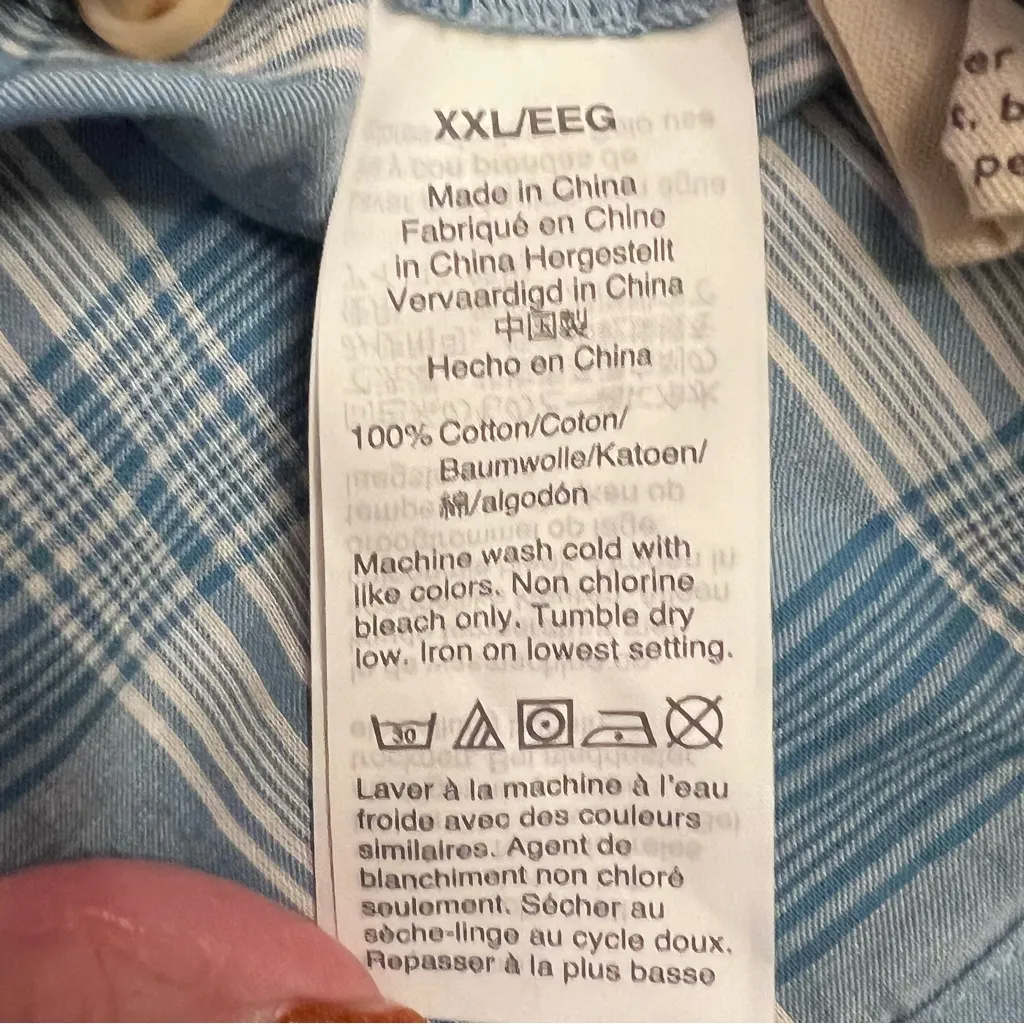 XXL/EEG
Made in China
Fabriqué en Chine
in China Hergestellt
Vervaardigd in China
中国製
Hecho en China
100% Cotton/Coton/
Baumwolle/Katoen/
綿/algodón
Machine wash cold with
like colors. Non chlorine
bleach only. Tumble dry
low. Iron on lowest setting.
30
Laver à la machine à l'eau
froide avec des couleurs
similaires. Agent de
blanchiment non chloré
seulement. Sécher au
sèche-linge au cycle doux.
Repasser à la plus basse
er
t, b
pe